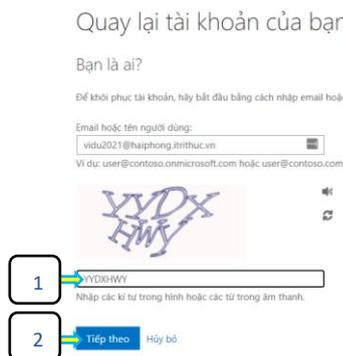 Quay lại tài khoản của bạn
Bạn là ai?
Để khôi phục tài khoản, hãy bắt đầu bằng cách nhập email hoặc
Email hoặc tên người dùng:
vidu2021@haiphong.itrithuc.vn
Ví dụ: user@contoso.onmicrosoft.com hoặc user@contoso.com
YYDX
HWY
1
YYDXHWY
Nhập các kí tự trong hình hoặc các từ trong âm thanh.
2
Tiếp theo Hủy bỏ